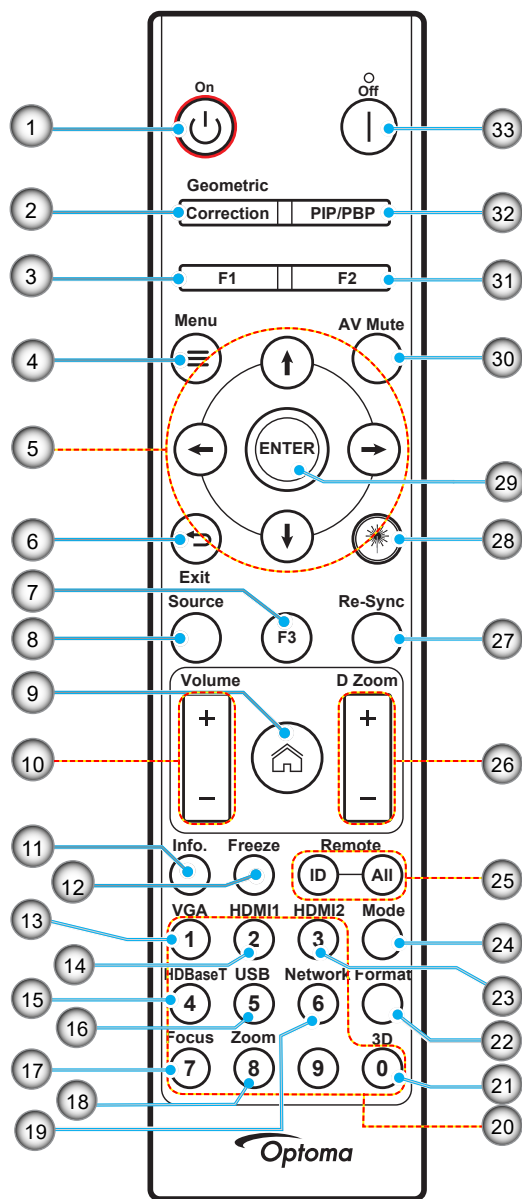 On
Off
1
33
Geometric
2 Correction PIP/PBP 32
3 F1 F2 31
Menu AV Mute
4
30
5 ENTER
29
6
28
Exit
7
Source Re-Sync
8 F3
27
Volume D Zoom
9 + +
10 – – 26
11 Info. Freeze Remote
12 ID All 25
VGA HDMI1 HDMI2 Mode
13 1 2 3
24
14
23
HDBaseT USB Network Format
15 4 5 6
16
22
Focus Zoom 3D
17 7 8 9 0
21
18
19
20
Optoma